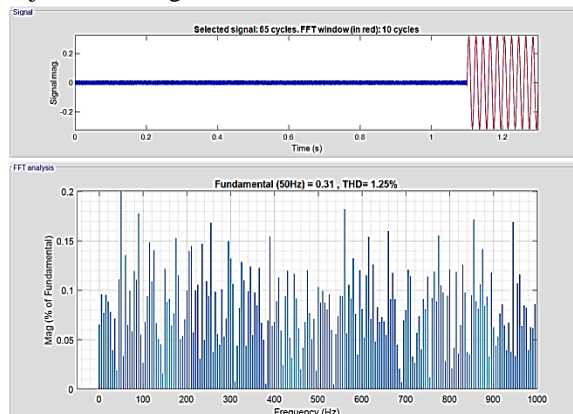 Signal
Selected signal: 65 cycles. FFT window (in red): 10 cycles
Signal mag.
0.2
0
-0.2
0 0.2 0.4 0.6 0.8 1 1.2
Time (s)
FFT analysis
Fundamental (50Hz) = 0.31 , THD= 1.25%
Mag (% of Fundamental)
0.2
0.15
0.1
0.05
0
0 100 200 300 400 500 600 700 800 900 1000
Frequency (Hz)